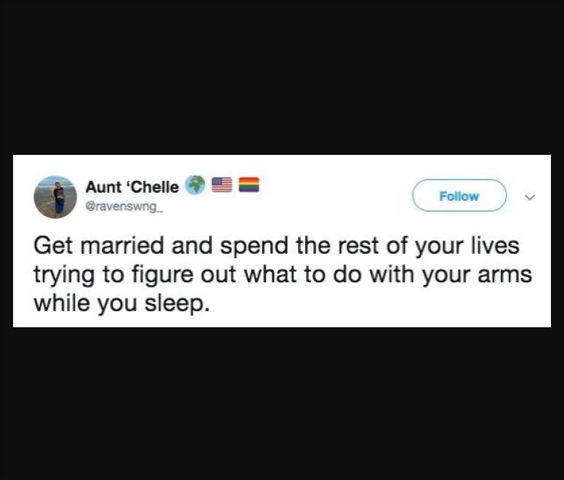 Aunt ‘Chelle 🌍 🇺🇸 🏳️‍🌈
@ravenswng_
Follow
Get married and spend the rest of your lives
trying to figure out what to do with your arms
while you sleep.